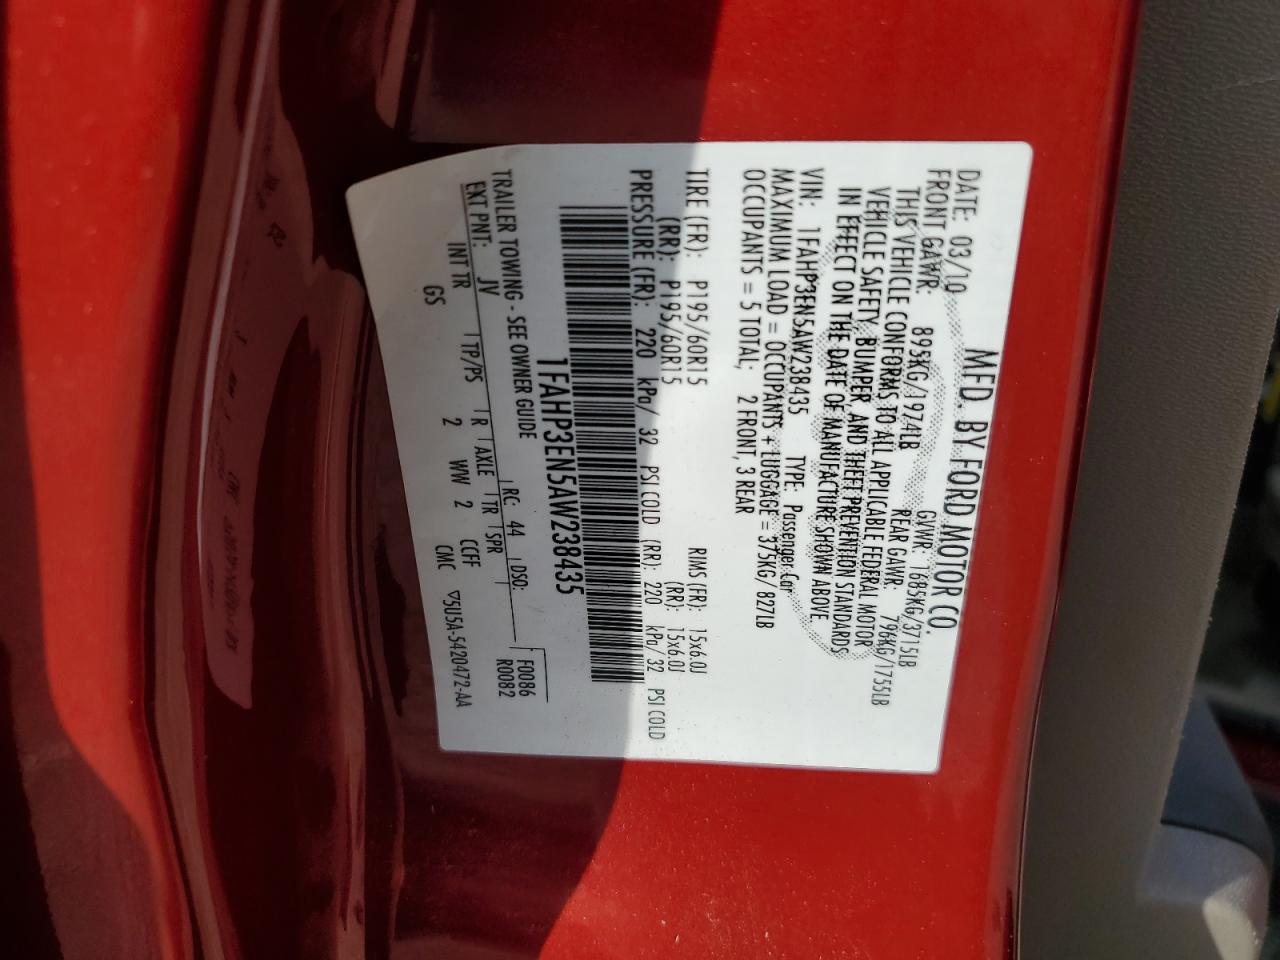 MFD. BY FORD MOTOR CO.
DATE: 03/10 GVWR: 1685KG/3715LB
FRONT GAWR: 895KG/1974LB REAR GAWR: 796KG/1755LB
THIS VEHICLE CONFORMS TO ALL APPLICABLE FEDERAL MOTOR
VEHICLE SAFETY, BUMPER, AND THEFT PREVENTION STANDARDS
IN EFFECT ON THE DATE OF MANUFACTURE SHOWN ABOVE.
VIN: 1FAHP3EN5AW238435 TYPE: Passenger Car
MAXIMUM LOAD = OCCUPANTS + LUGGAGE = 375KG/ 827LB
OCCUPANTS = 5 TOTAL; 2 FRONT, 3 REAR
TIRE (FR): P195/60R15 RIMS (FR): 15x6.0J
(RR): P195/60R15 (RR): 15x6.0J
PRESSURE (FR): 220 kPa/ 32 PSI COLD (RR): 220 kPa/ 32 PSI COLD
1FAHP3EN5AW238435
TRAILER TOWING - SEE OWNER GUIDE F0086
RC: 44 DSO: R0082
EXT PNT: JV
INT TR TP/PS R AXLE TR SPR
GS 2 WW 2 CCFF
CMC ▽5U5A-5420472-AA